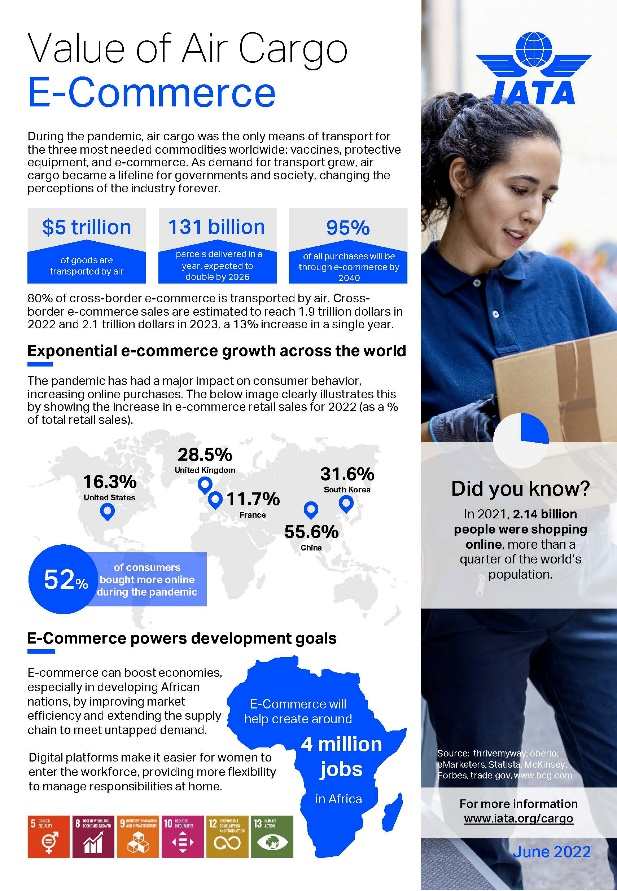 Value of Air Cargo
E-Commerce
IATA
During the pandemic, air cargo was the only means of transport for
the three most needed commodities worldwide: vaccines, protective
equipment, and e-commerce. As demand for transport grew, air
cargo became a lifeline for governments and society, changing the
perceptions of the industry forever.
$5 trillion
of goods are
transported by air
131 billion
parcels delivered in a
year, expected to
double by 2026
95%
of all purchases will be
through e-commerce by
2040
80% of cross-border e-commerce is transported by air. Cross-
border e-commerce sales are estimated to reach 1.9 trillion dollars in
2022 and 2.1 trillion dollars in 2023, a 13% increase in a single year.
Exponential e-commerce growth across the world
The pandemic has had a major impact on consumer behavior,
increasing online purchases. The below image clearly illustrates this
by showing the increase in e-commerce retail sales for 2022 (as a %
of total retail sales).
16.3%
United States
28.5%
United Kingdom
11.7%
France
31.6%
South Korea
55.6%
China
52%
of consumers
bought more online
during the pandemic
Did you know?
In 2021, 2.14 billion
people were shopping
online, more than a
quarter of the world's
population.
E-Commerce powers development goals
E-commerce can boost economies,
especially in developing African
nations, by improving market
efficiency and extending the supply
chain to meet untapped demand.
Digital platforms make it easier for women to
enter the workforce, providing more flexibility
to manage responsibilities at home.
E-Commerce will
help create around
4 million
jobs
in Africa
5 GENDER EQUALITY
8
9
10
12
13 CLIMATE ACTION
Source: thrivemyway, oberlo,
eMarketers, Statista, McKinsey,
Forbes, trade.gov, www.bcg.com
For more information
www.iata.org/cargo
June 2022